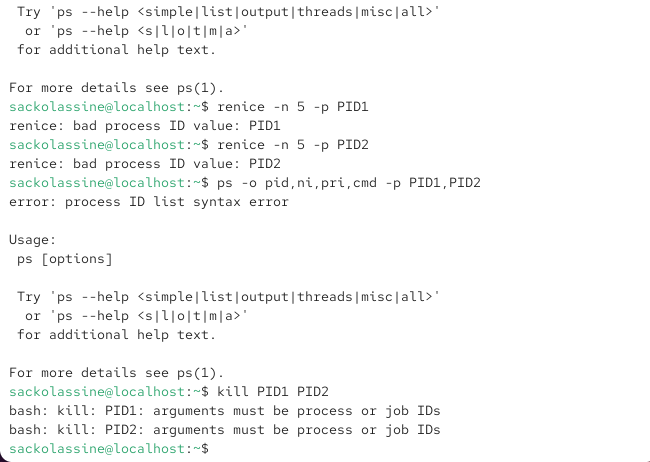 Try 'ps --help <simple|list|output|threads|misc|all>'
or 'ps --help <s|l|o|t|m|a>'
for additional help text.
For more details see ps(1).
sackolassine@localhost:~$ renice -n 5 -p PID1
renice: bad process ID value: PID1
sackolassine@localhost:~$ renice -n 5 -p PID2
renice: bad process ID value: PID2
sackolassine@localhost:~$ ps -o pid,ni,pri,cmd -p PID1,PID2
error: process ID list syntax error
Usage:
ps [options]
Try 'ps --help <simple|list|output|threads|misc|all>'
or 'ps --help <s|l|o|t|m|a>'
for additional help text.
For more details see ps(1).
sackolassine@localhost:~$ kill PID1 PID2
bash: kill: PID1: arguments must be process or job IDs
bash: kill: PID2: arguments must be process or job IDs
sackolassine@localhost:~$